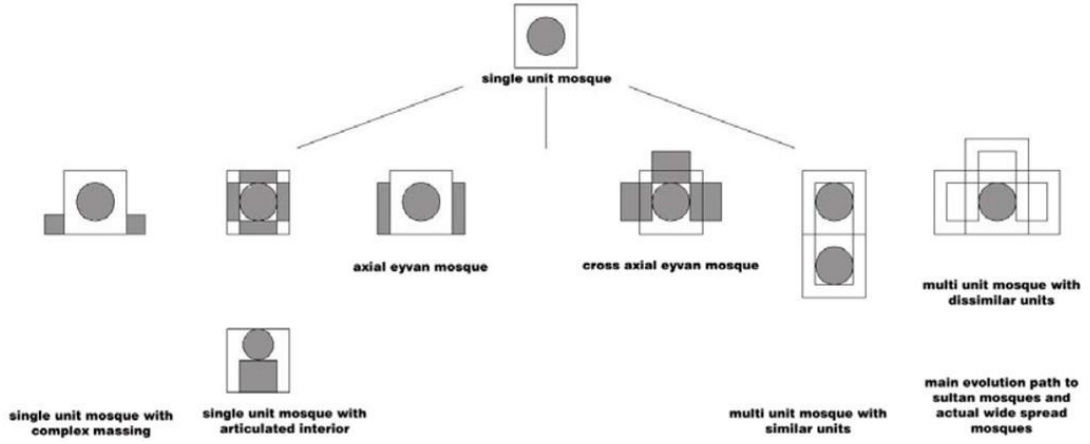 single unit mosque
axial eyvan mosque
cross axial eyvan mosque
multi unit mosque with
dissimilar units
single unit mosque with
complex massing
single unit mosque with
articulated interior
multi unit mosque with
similar units
main evolution path to
sultan mosques and
actual wide spread
mosques